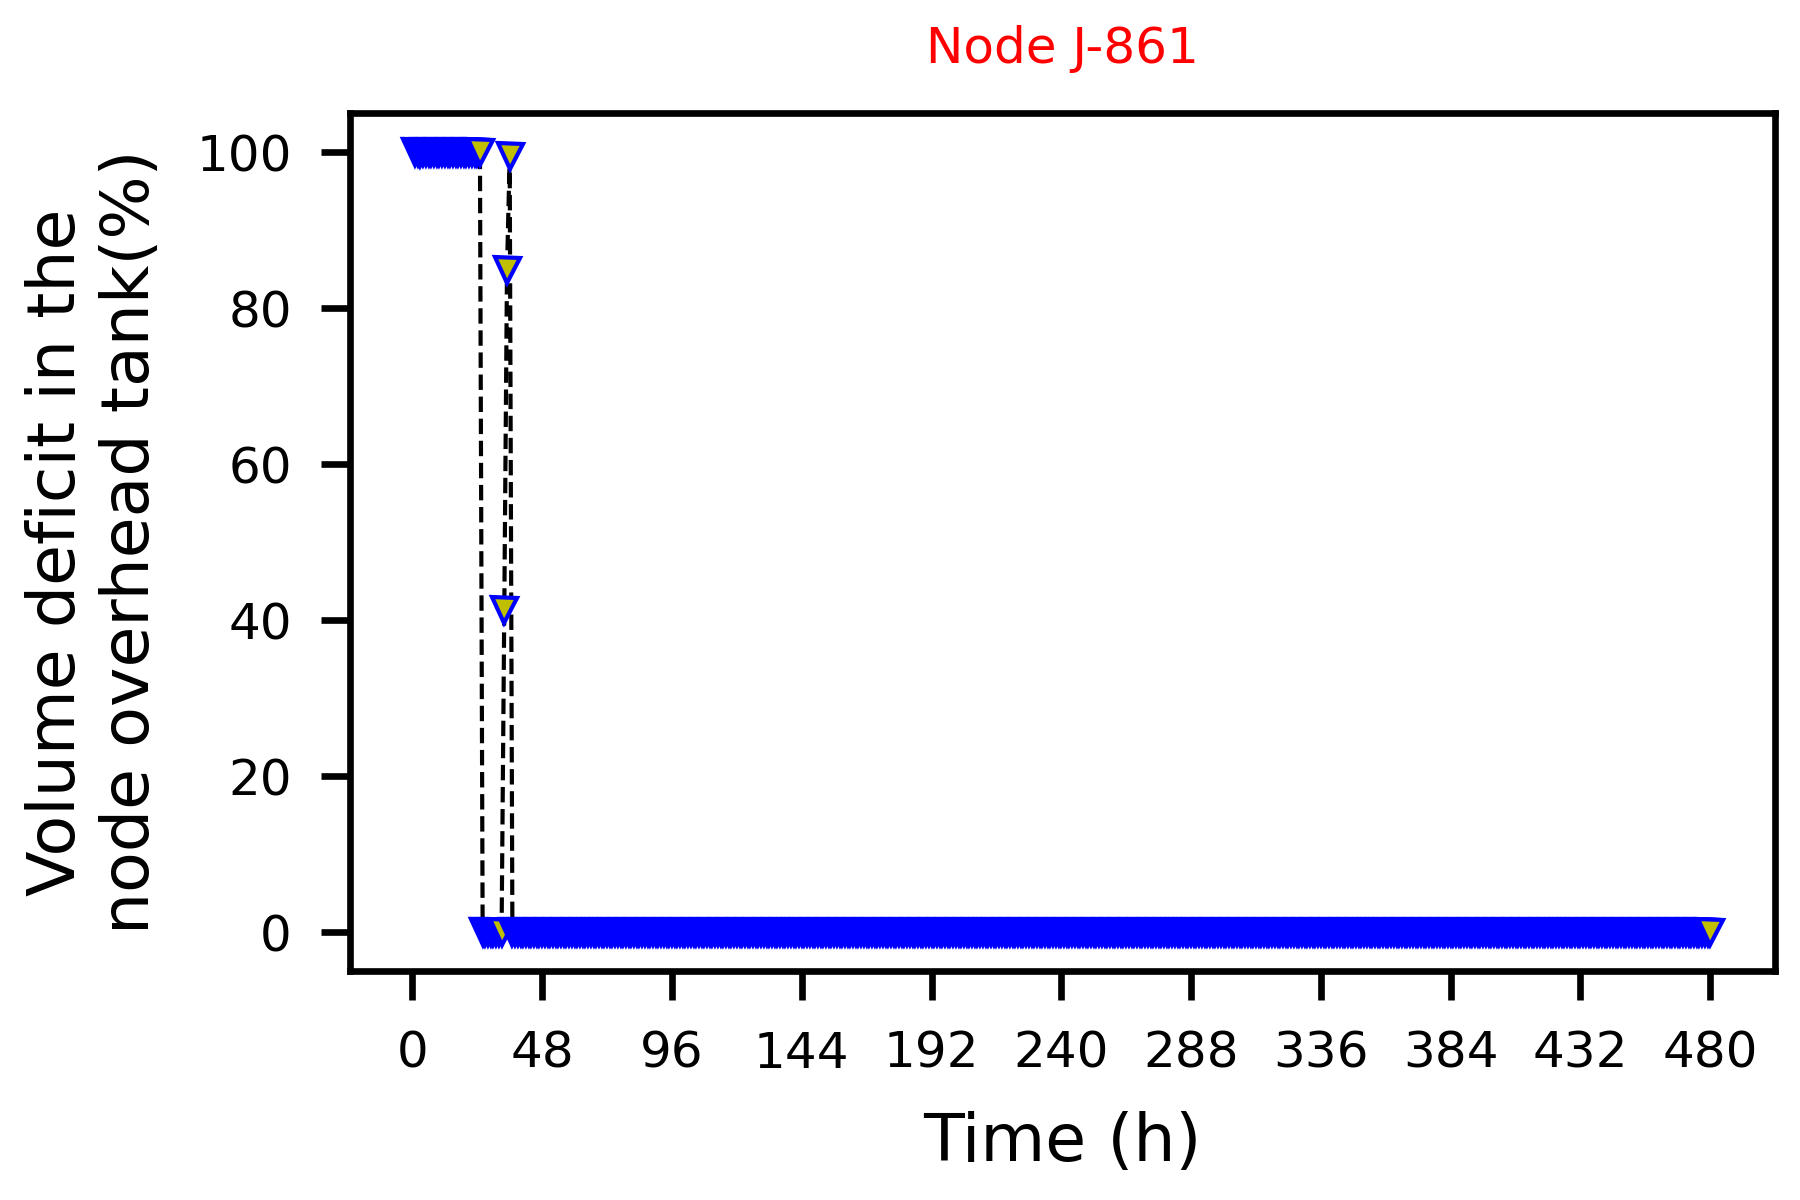 Node J-861
Volume deficit in the
node overhead tank(%)
100
80
60
40
20
0
0 48 96 144 192 240 288 336 384 432 480
Time (h)